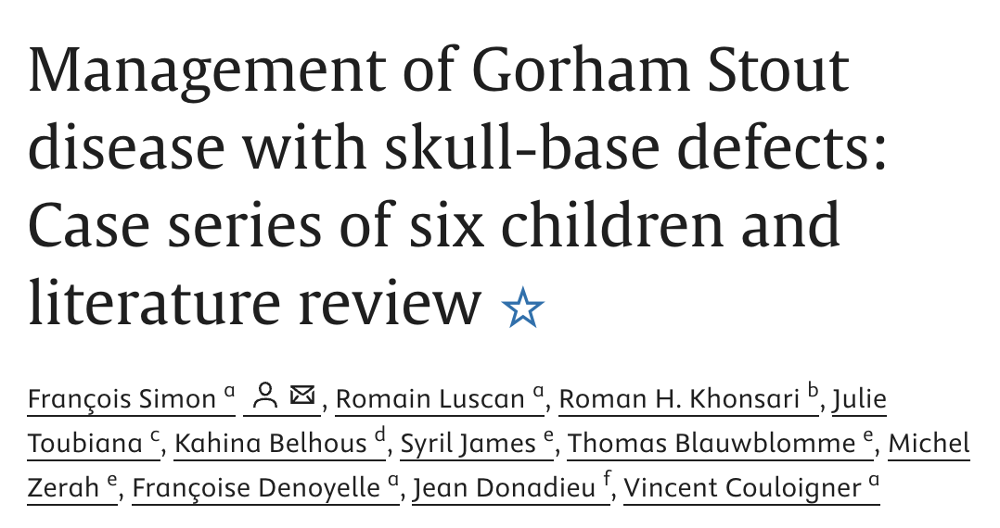 Management of Gorham Stout
disease with skull-base defects:
Case series of six children and
literature review ☆
François Simon a, Romain Luscan a, Roman H. Khonsari b, Julie
Toubiana c, Kahina Belhous d, Syril James e, Thomas Blauwblomme e, Michel
Zerah e, Françoise Denoyelle a, Jean Donadieu f, Vincent Couloigner a